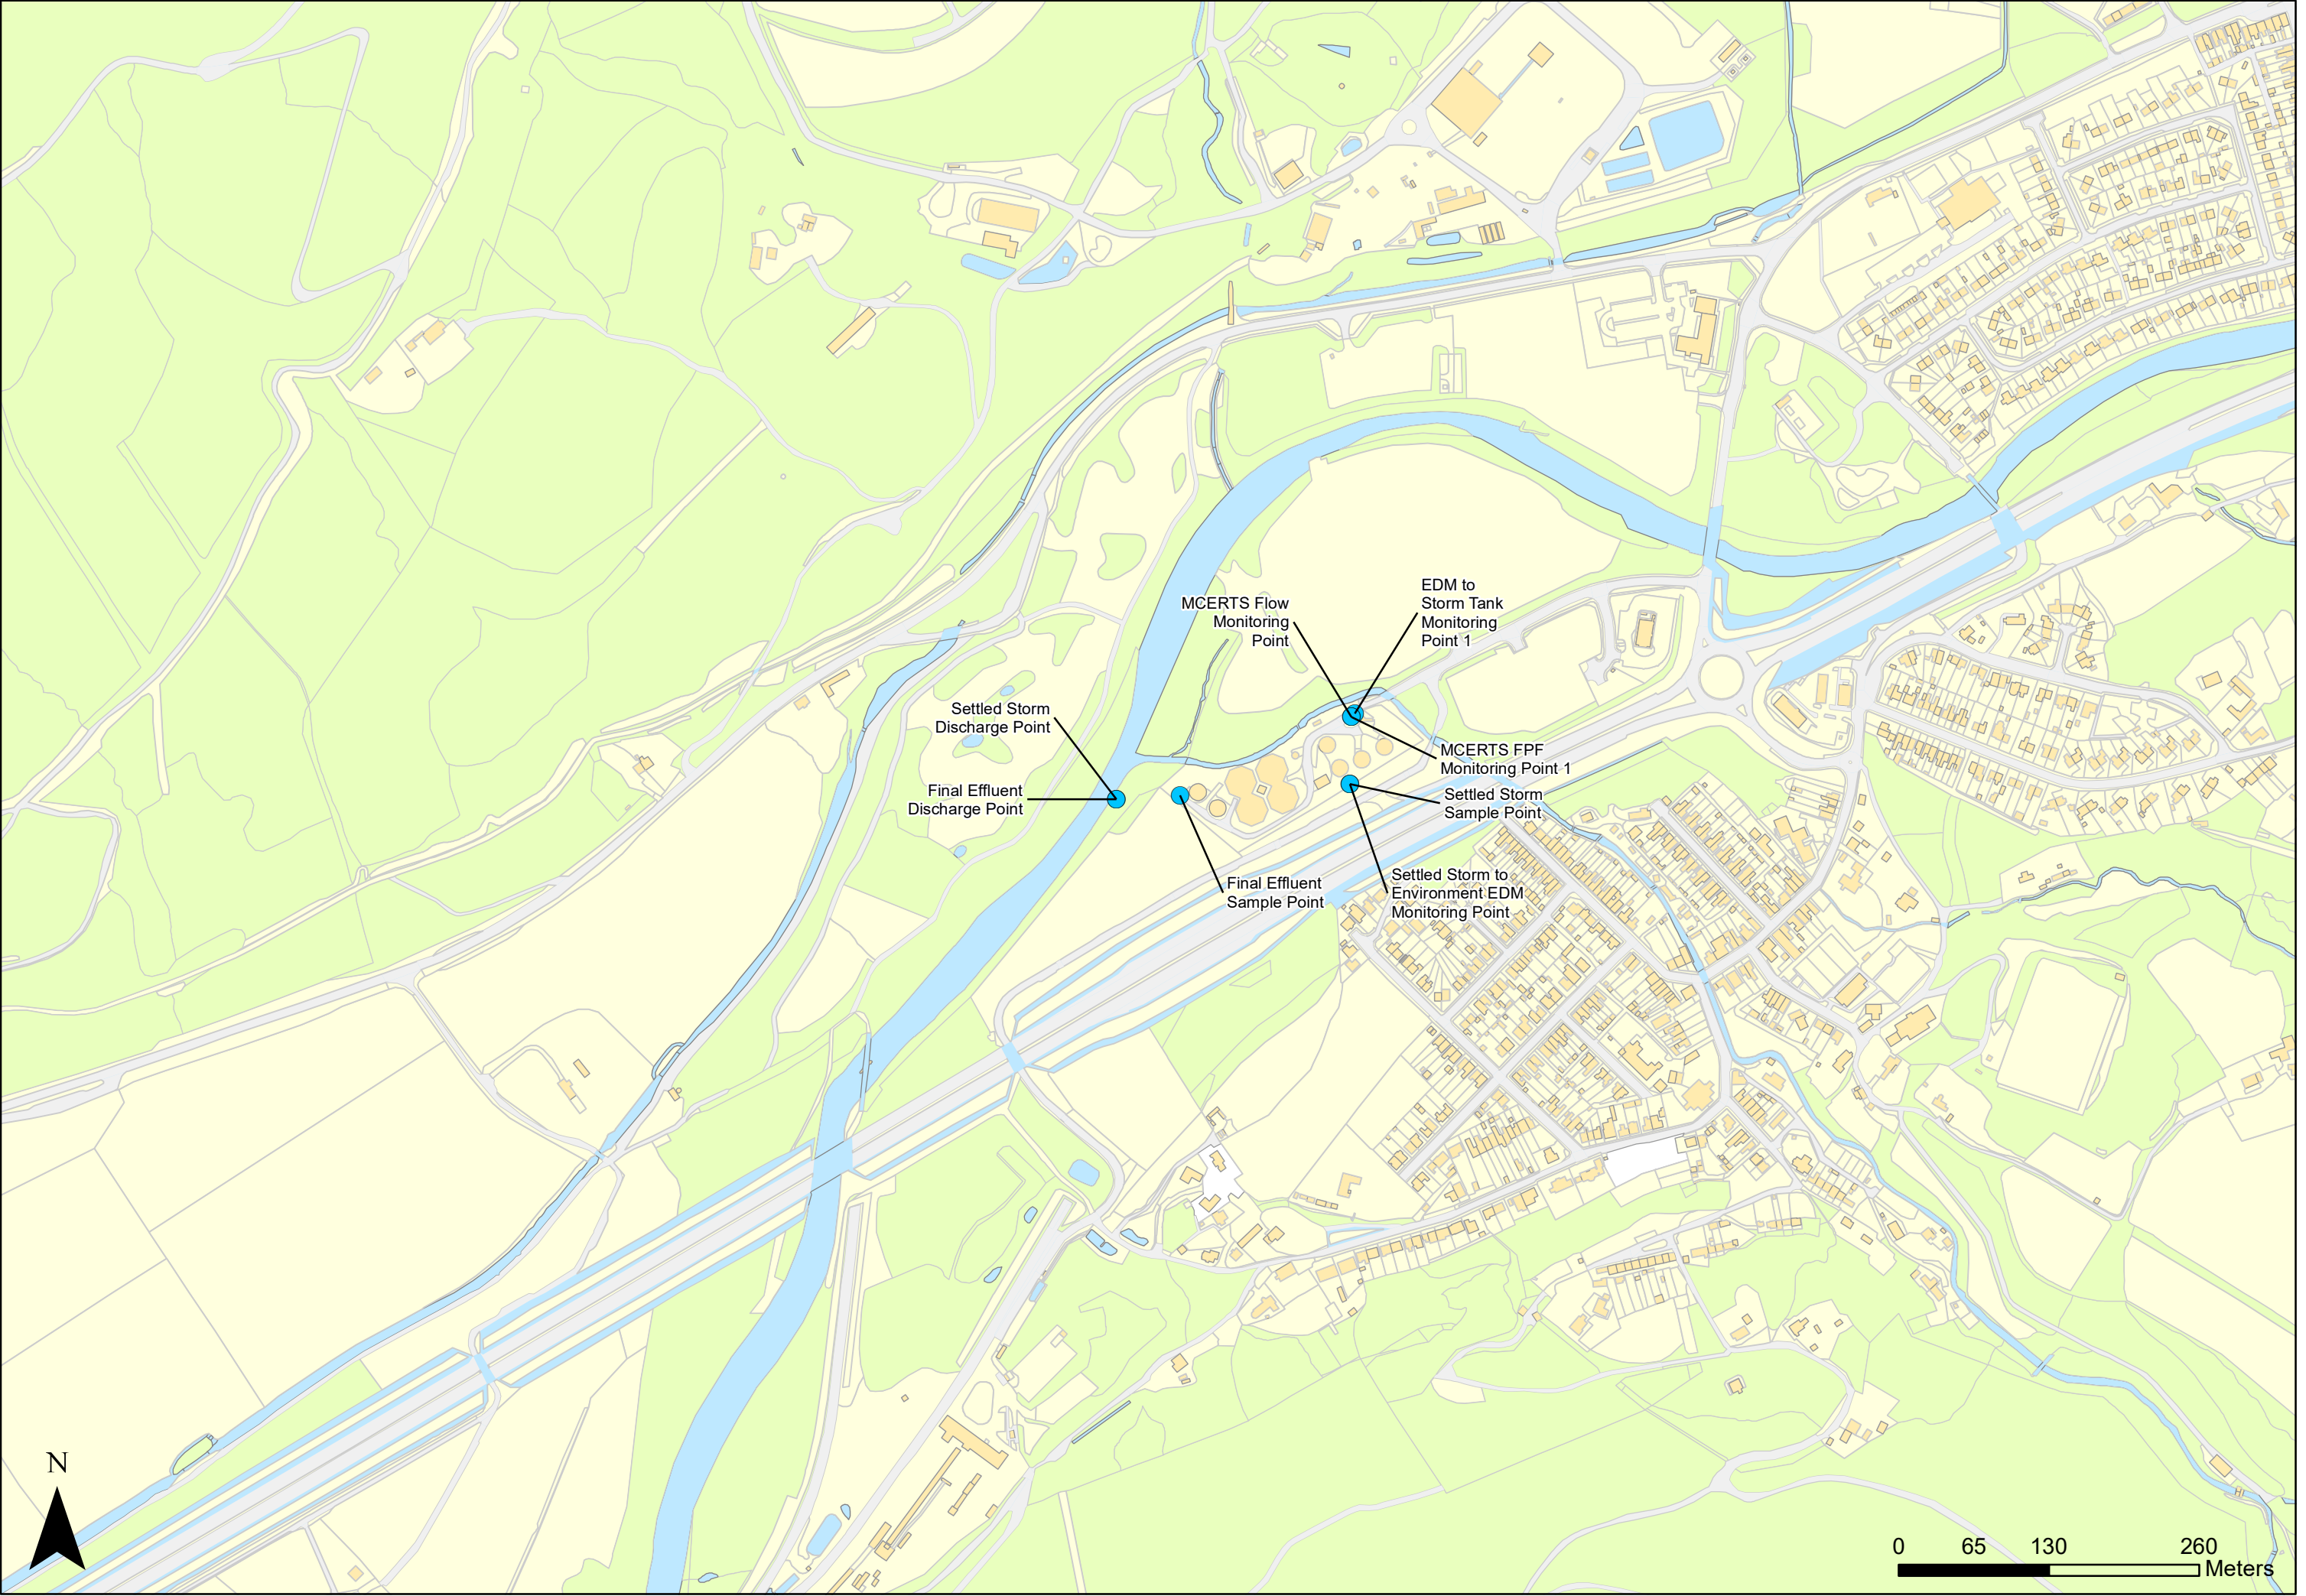 EDM to
Storm Tank
Monitoring
Point 1
MCERTS Flow
Monitoring
Point
Settled Storm
Discharge Point
MCERTS FPF
Monitoring Point 1
Final Effluent
Discharge Point
Settled Storm
Sample Point
Final Effluent
Sample Point
Settled Storm to
Environment EDM
Monitoring Point
N
0 65 130 260
Meters